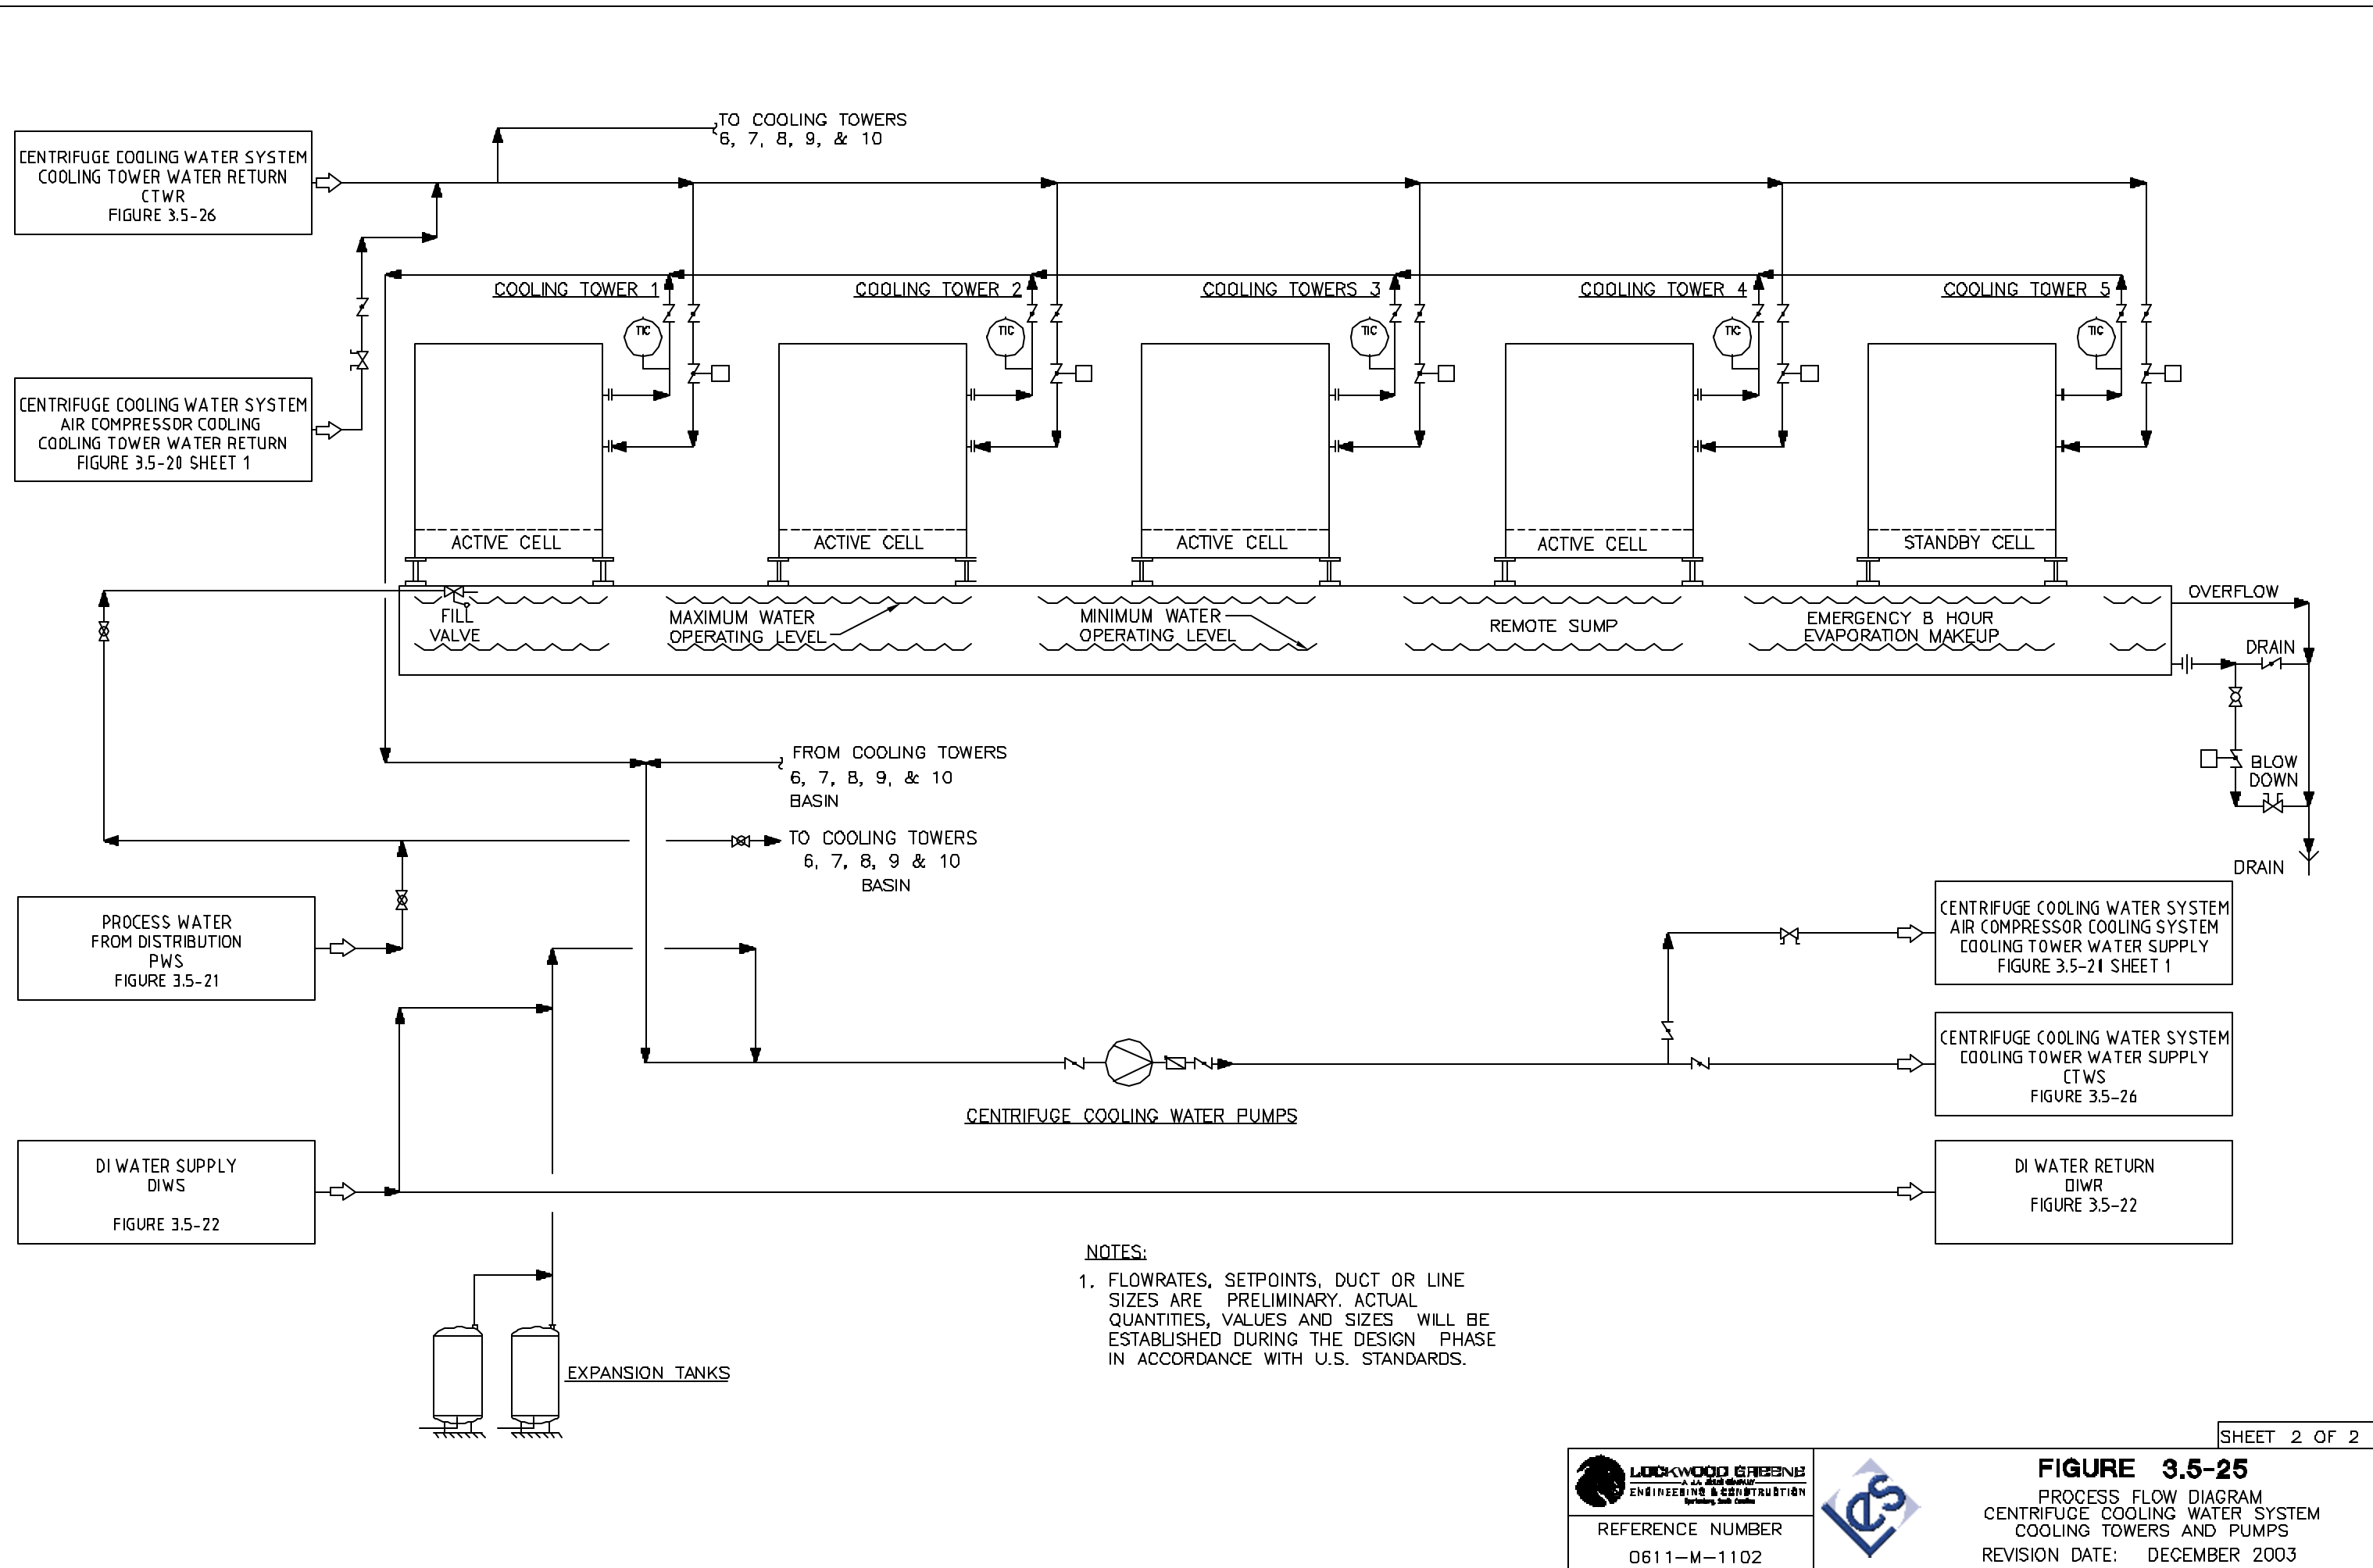 TO COOLING TOWERS
6, 7, 8, 9, & 10
CENTRIFUGE COOLING WATER SYSTEM
COOLING TOWER WATER RETURN
CTWR
FIGURE 3.5-26
COOLING TOWER 1
COOLING TOWER 2
COOLING TOWERS 3
COOLING TOWER 4
COOLING TOWER 5
TIC
TIC
TIC
TIC
TIC
CENTRIFUGE COOLING WATER SYSTEM
AIR COMPRESSOR COOLING
COOLING TOWER WATER RETURN
FIGURE 3.5-20 SHEET 1
ACTIVE CELL
ACTIVE CELL
ACTIVE CELL
ACTIVE CELL
STANDBY CELL
FILL
VALVE
MAXIMUM WATER
OPERATING LEVEL
MINIMUM WATER
OPERATING LEVEL
REMOTE SUMP
EMERGENCY 8 HOUR
EVAPORATION MAKEUP
OVERFLOW
DRAIN
BLOW
DOWN
DRAIN
FROM COOLING TOWERS
6, 7, 8, 9, & 10
BASIN
TO COOLING TOWERS
6, 7, 8, 9 & 10
BASIN
PROCESS WATER
FROM DISTRIBUTION
PWS
FIGURE 3.5-21
CENTRIFUGE COOLING WATER SYSTEM
AIR COMPRESSOR COOLING SYSTEM
COOLING TOWER WATER SUPPLY
FIGURE 3.5-2 SHEET 1
CENTRIFUGE COOLING WATER SYSTEM
COOLING TOWER WATER SUPPLY
CTWS
FIGURE 3.5-26
CENTRIFUGE COOLING WATER PUMPS
DI WATER SUPPLY
DIWS
FIGURE 3.5-22
DI WATER RETURN
DIWR
FIGURE 3.5-22
EXPANSION TANKS
NOTES:
1. FLOWRATES, SETPOINTS, DUCT OR LINE
SIZES ARE PRELIMINARY. ACTUAL
QUANTITIES, VALUES AND SIZES WILL BE
ESTABLISHED DURING THE DESIGN PHASE
IN ACCORDANCE WITH U.S. STANDARDS.
SHEET 2 OF 2
LOCKWOOD GREENE
ENGINEERING & CONSTRUCTION
REFERENCE NUMBER
0611-M-1102
LES
FIGURE 3.5-25
PROCESS FLOW DIAGRAM
CENTRIFUGE COOLING WATER SYSTEM
COOLING TOWERS AND PUMPS
REVISION DATE: DECEMBER 2003